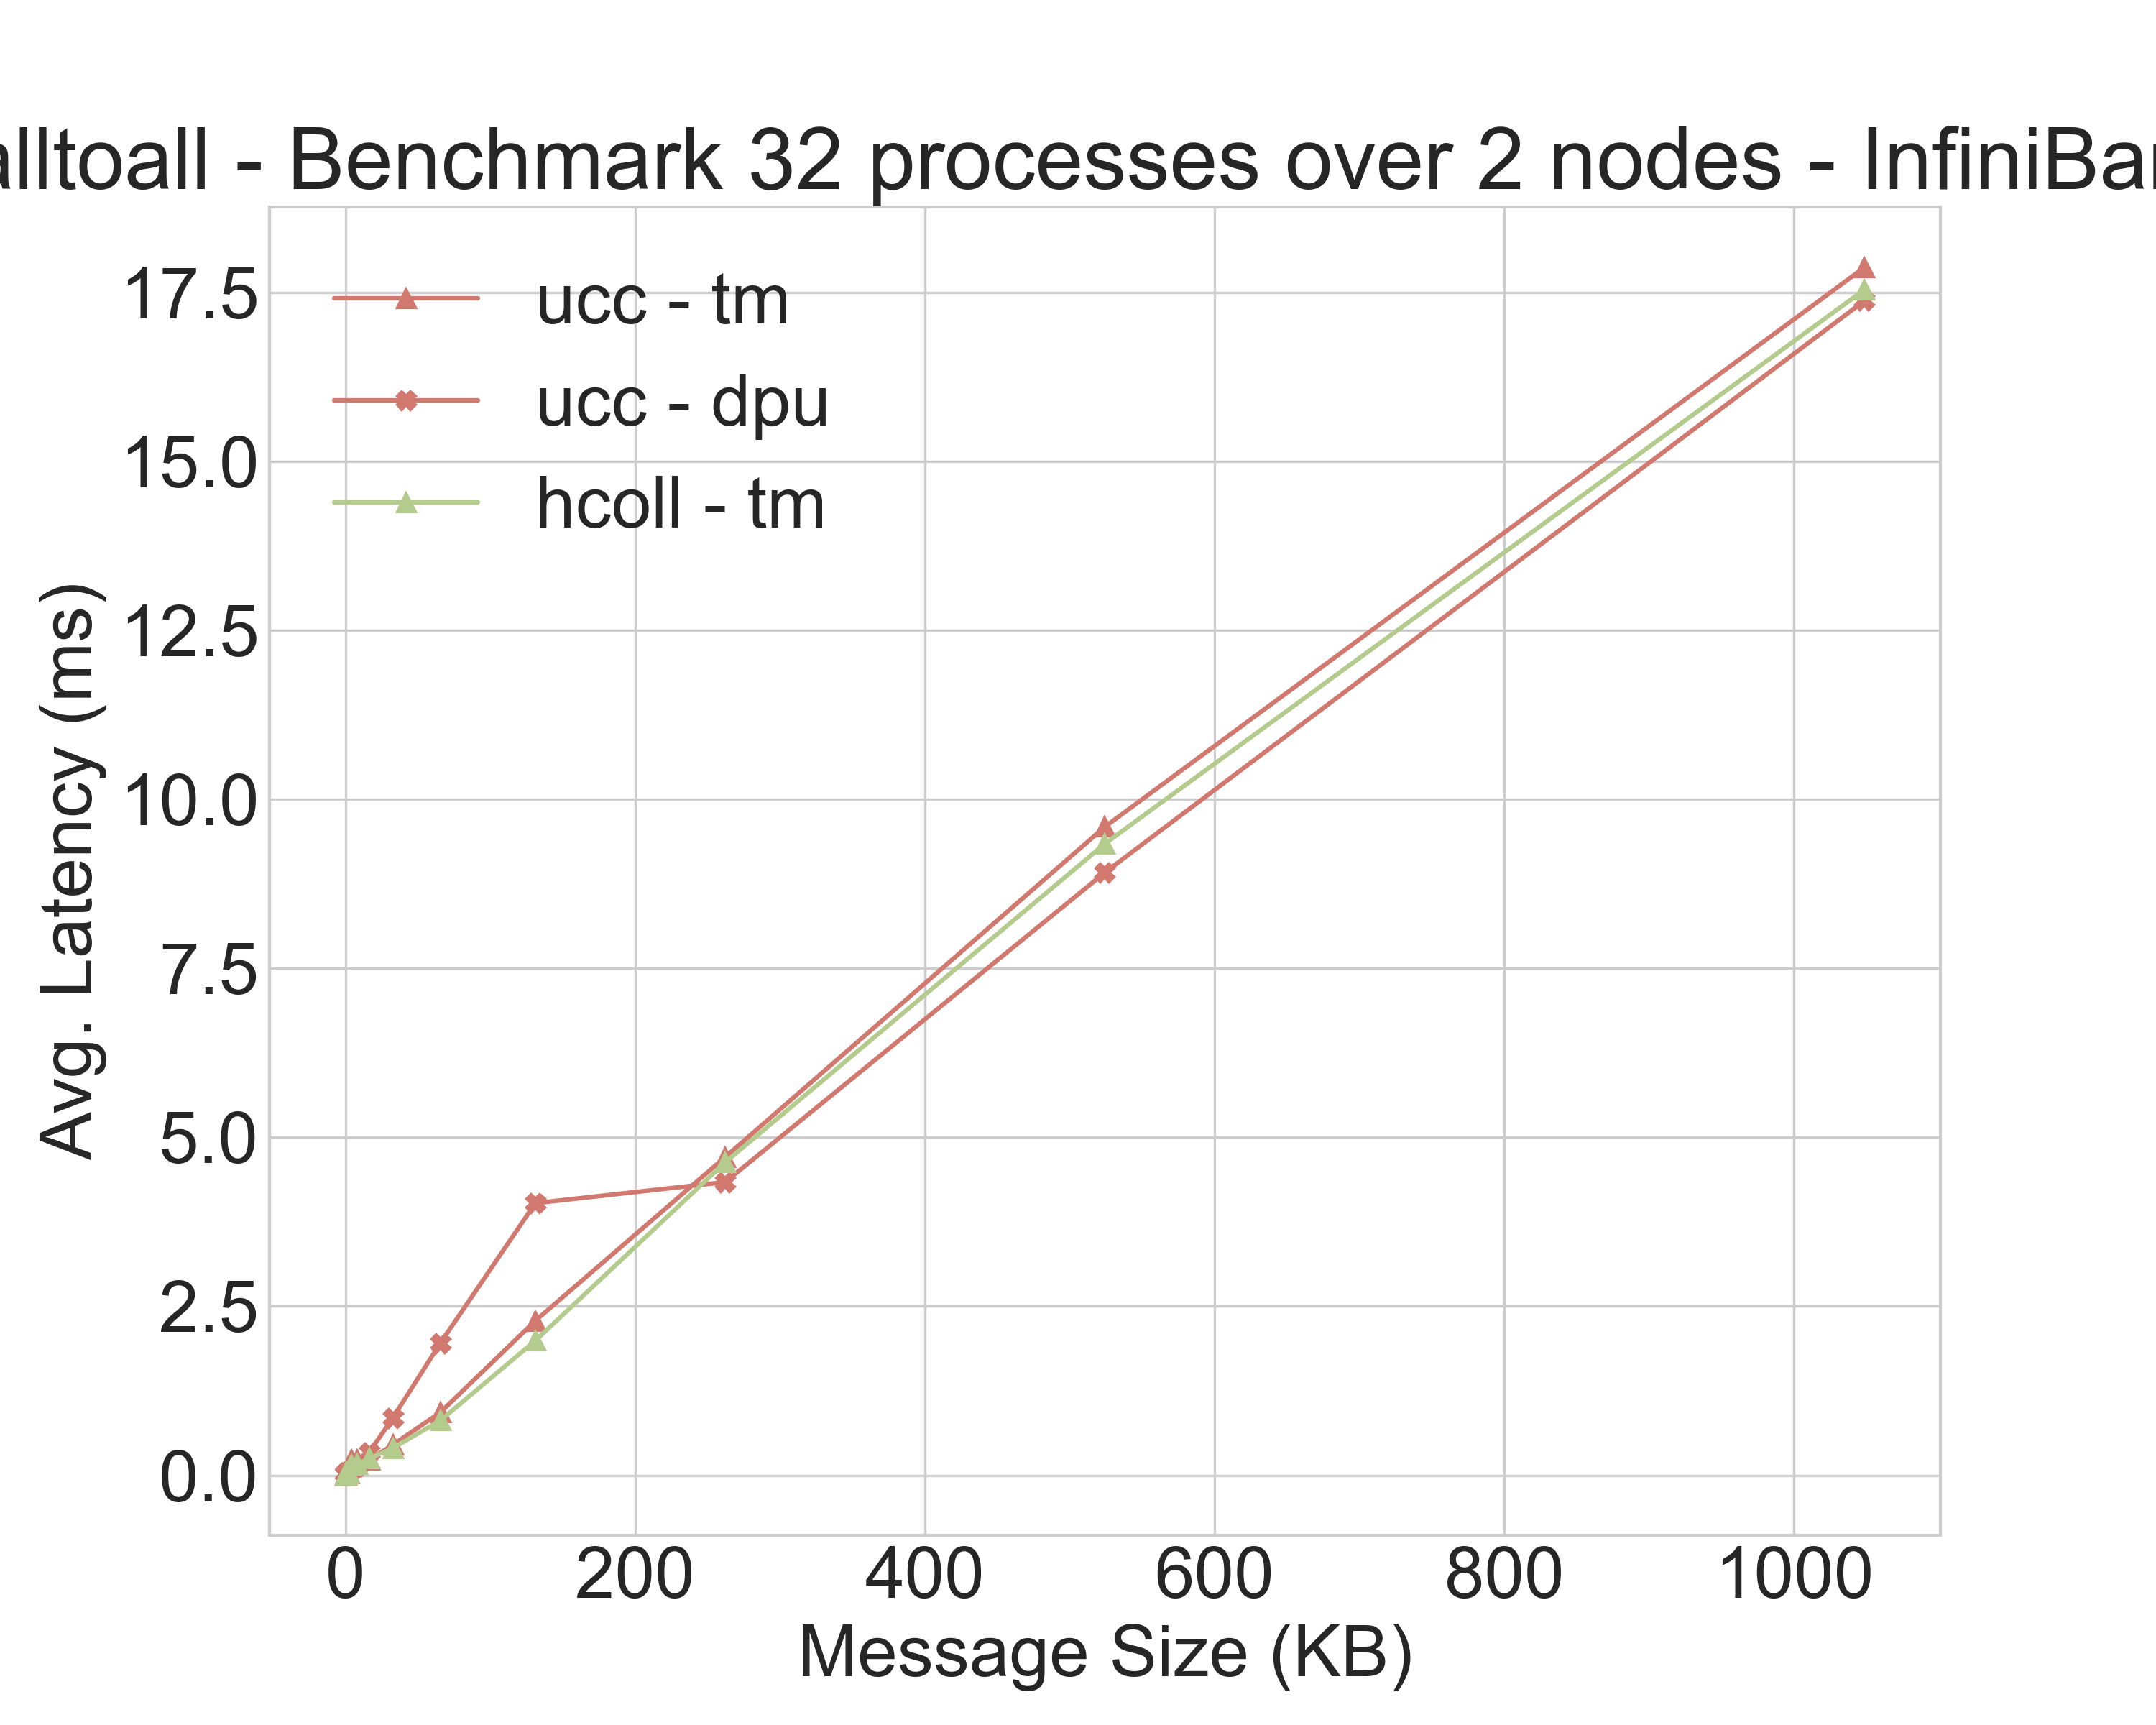 alltoall - Benchmark 32 processes over 2 nodes -
ucc - tm
ucc - dpu
hcoll - tm
Avg. Latency (ms)
17.5
15.0
12.5
10.0
7.5
5.0
2.5
0.0
0 200 400 600 800 1000
Message Size (KB)